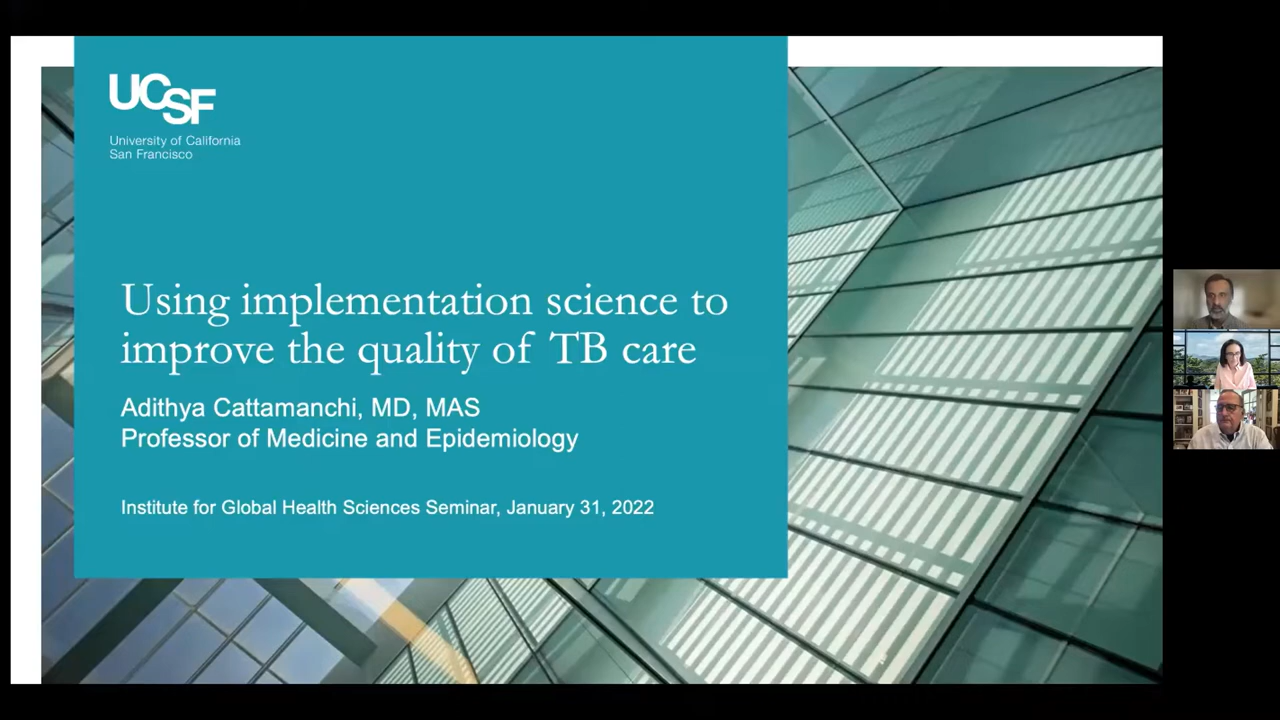 UCSF
University of California
San Francisco
Using implementation science to
improve the quality of TB care
Adithya Cattamanchi, MD, MAS
Professor of Medicine and Epidemiology
Institute for Global Health Sciences Seminar, January 31, 2022